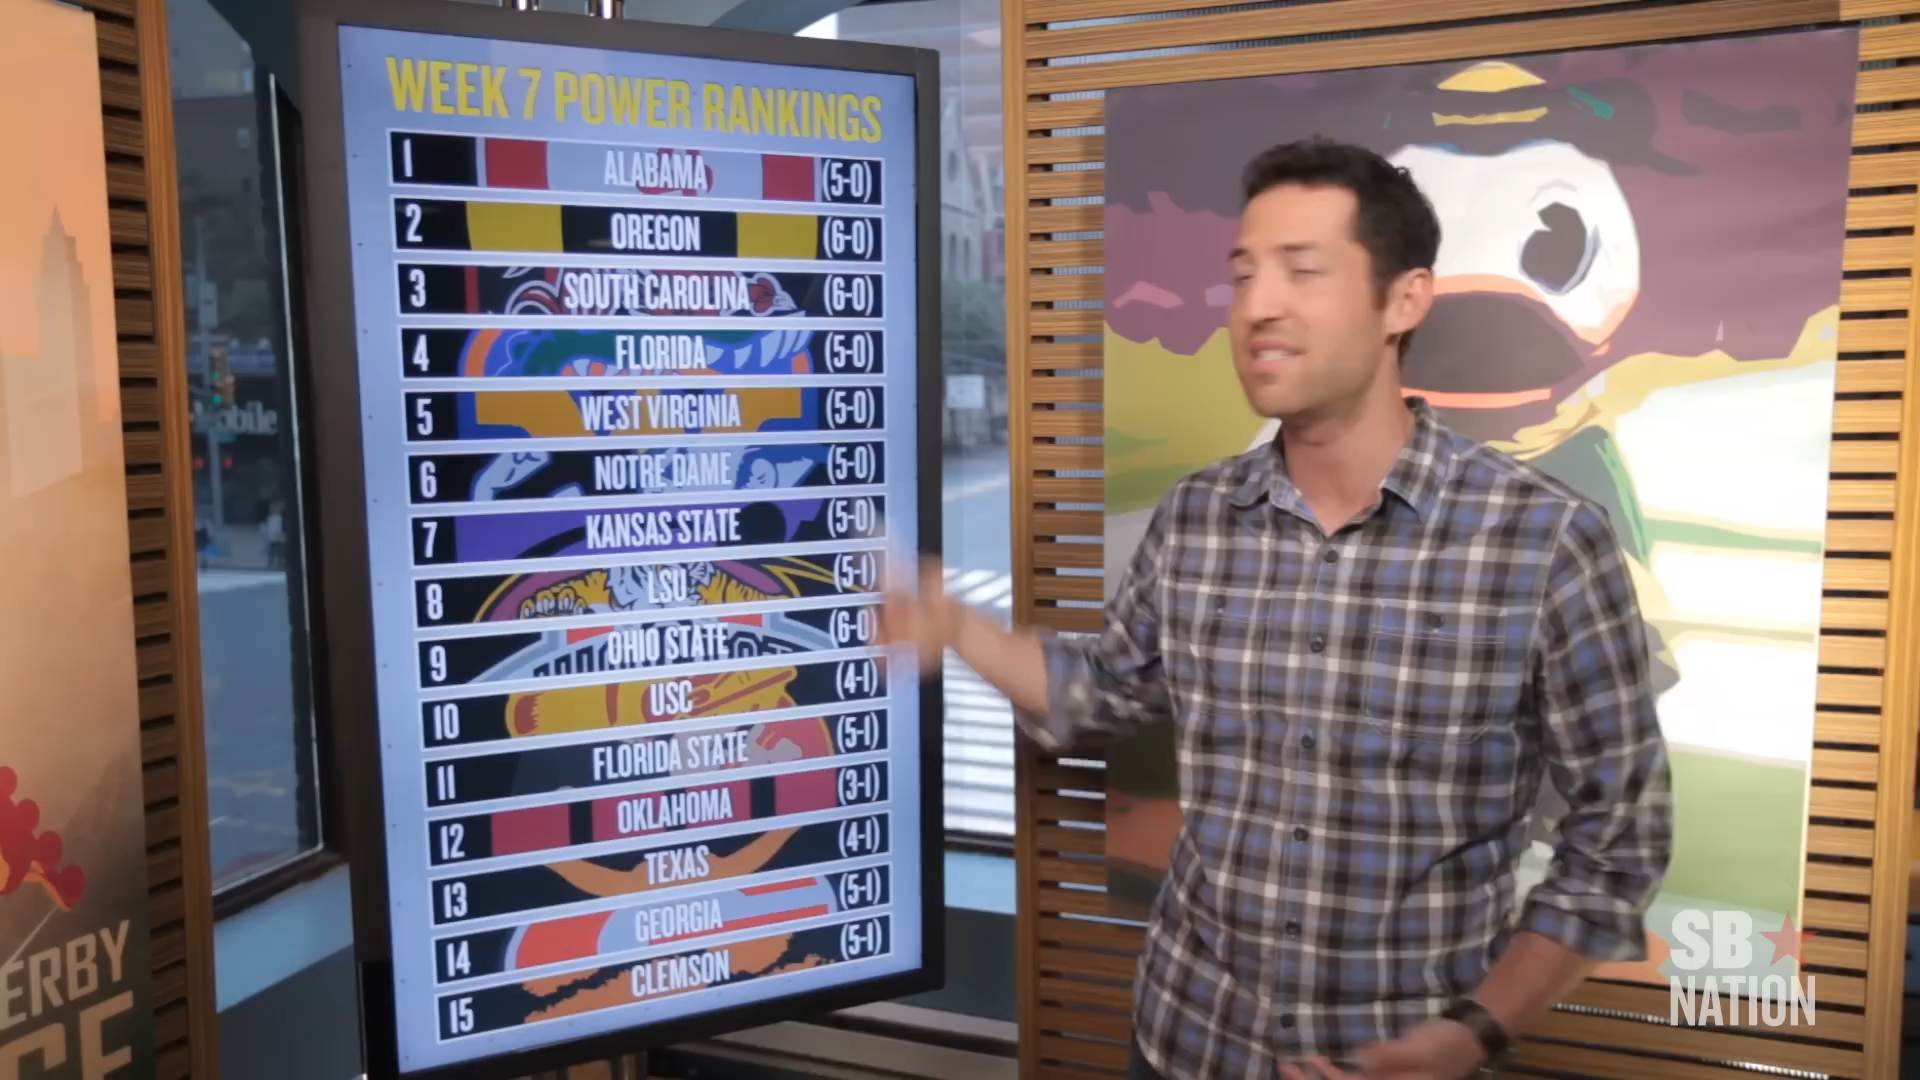 WEEK 7 POWER RANKINGS
1 ALABAMA (5-0)
2 OREGON (6-0)
3 SOUTH CAROLINA (6-0)
4 FLORIDA (5-0)
5 WEST VIRGINIA (5-0)
6 NOTRE DAME (5-0)
7 KANSAS STATE (5-0)
8 LSU (5-1)
9 OHIO STATE (6-0)
10 USC (4-1)
11 FLORIDA STATE (5-1)
12 OKLAHOMA (3-1)
13 TEXAS (4-1)
14 GEORGIA (5-1)
15 CLEMSON (5-1)
Mobile
ERBY
CE
SB
NATION